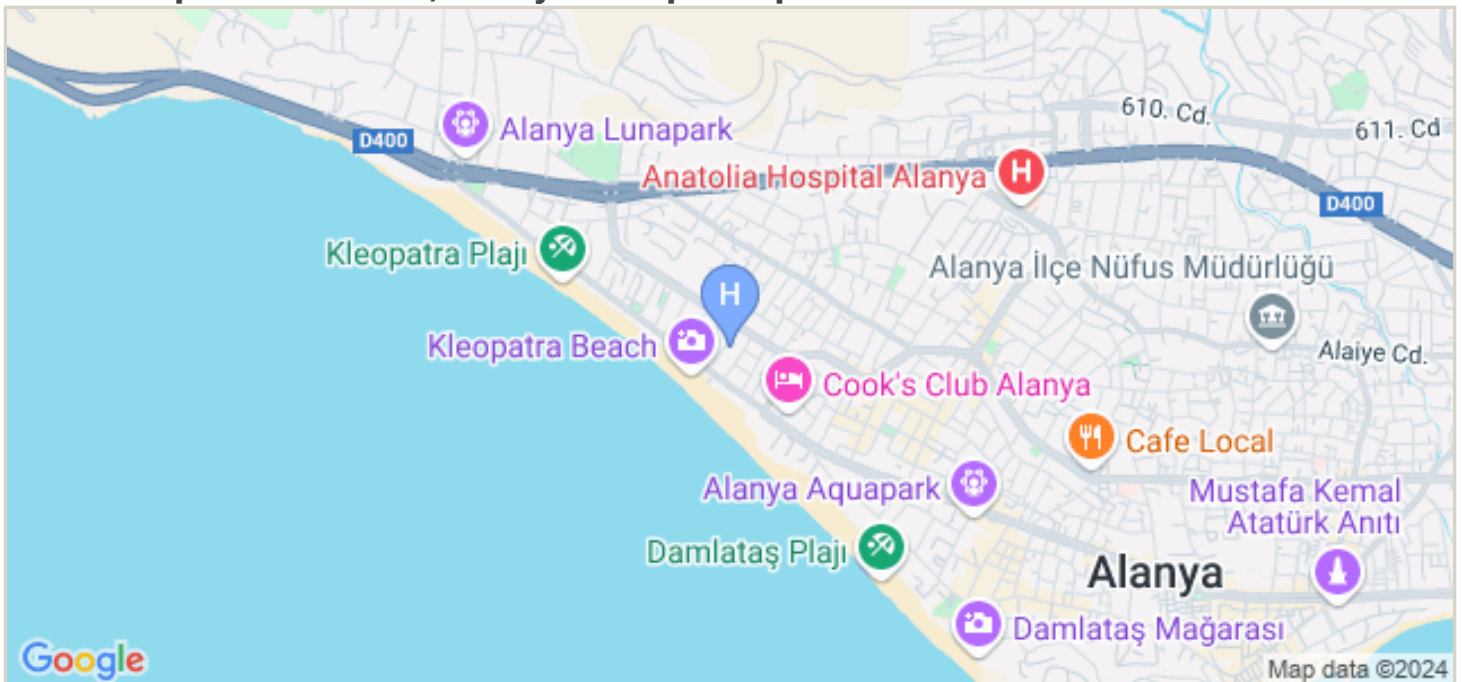 610. Cd.
611. Cd
Alanya Lunapark
D400
Anatolia Hospital Alanya
H
D400
Kleopatra Plajı
Alanya İlçe Nüfus Müdürlüğü
H
Kleopatra Beach
Alaiye Cd.
Cook's Club Alanya
Cafe Local
Alanya Aquapark
Mustafa Kemal
Atatürk Anıtı
Damlataş Plajı
Alanya
Damlataş Mağarası
Google
Map data ©2024